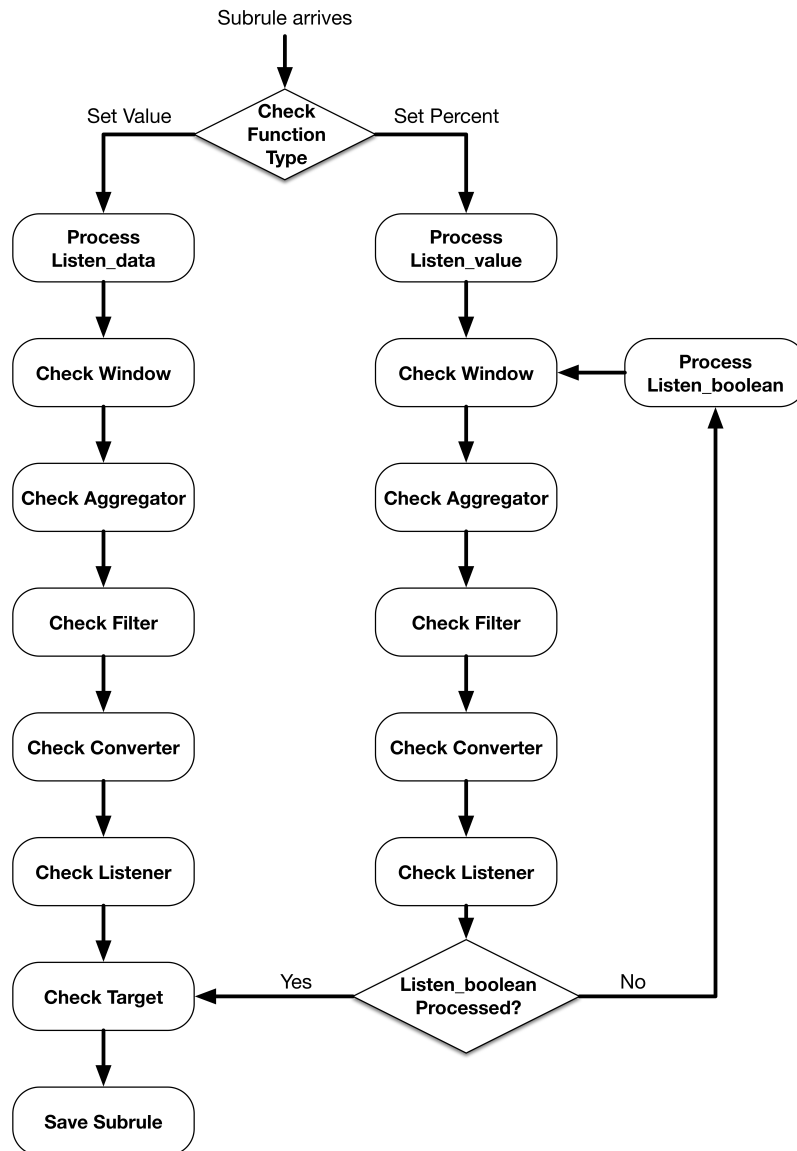 Subrule arrives
Set Value
Check
Function
Type
Set Percent
Process
Listen_data
Process
Listen_value
Check Window
Check Window
Process
Listen_boolean
Check Aggregator
Check Aggregator
Check Filter
Check Filter
Check Converter
Check Converter
Check Listener
Check Listener
Check Target
Yes
Listen_boolean
Processed?
No
Save Subrule